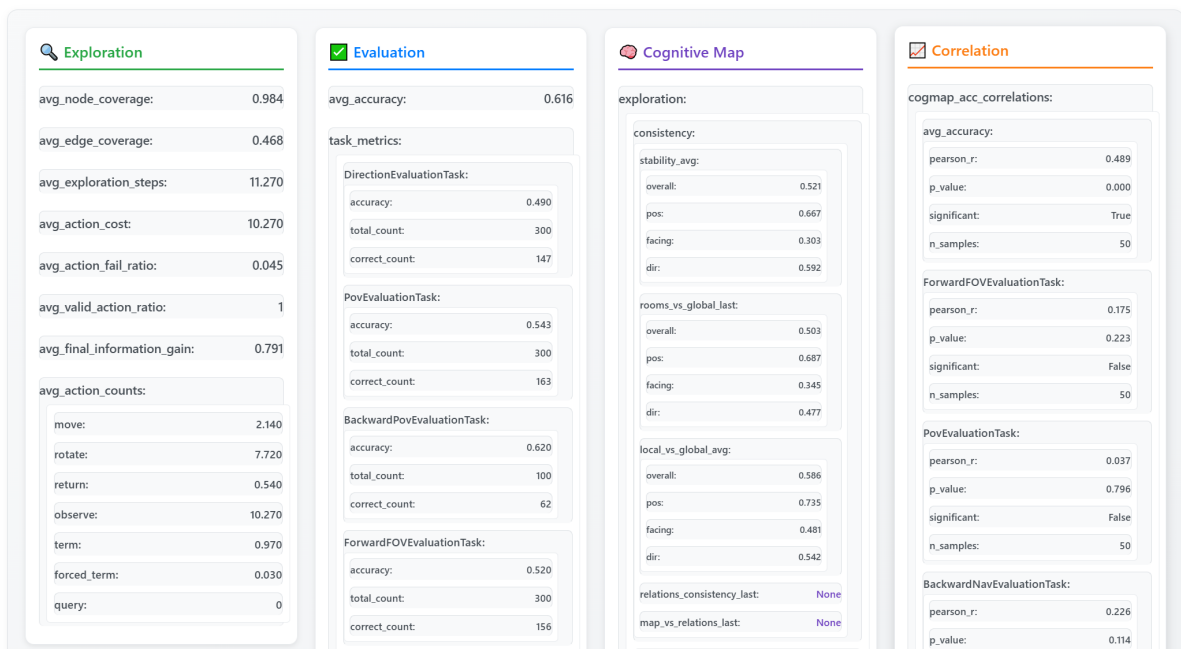 Exploration
avg_node_coverage: 0.984
avg_edge_coverage: 0.468
avg_exploration_steps: 11.270
avg_action_cost: 10.270
avg_action_fail_ratio: 0.045
avg_valid_action_ratio: 1
avg_final_information_gain: 0.791
avg_action_counts:
move: 2.140
rotate: 7.720
return: 0.540
observe: 10.270
term: 0.970
forced_term: 0.030
query: 0
Evaluation
avg_accuracy: 0.616
task_metrics:
DirectionEvaluationTask:
accuracy: 0.490
total_count: 300
correct_count: 147
PovEvaluationTask:
accuracy: 0.543
total_count: 300
correct_count: 163
BackwardPovEvaluationTask:
accuracy: 0.620
total_count: 100
correct_count: 62
ForwardFOVEvaluationTask:
accuracy: 0.520
total_count: 300
correct_count: 156
Cognitive Map
exploration:
consistency:
stability_avg:
overall: 0.521
pos: 0.667
facing: 0.303
dir: 0.592
rooms_vs_global_last:
overall: 0.503
pos: 0.687
facing: 0.345
dir: 0.477
local_vs_global_avg:
overall: 0.586
pos: 0.735
facing: 0.481
dir: 0.542
relations_consistency_last: None
map_vs_relations_last: None
Correlation
cogmap_acc_correlations:
avg_accuracy:
pearson_r: 0.489
p_value: 0.000
significant: True
n_samples: 50
ForwardFOVEvaluationTask:
pearson_r: 0.175
p_value: 0.223
significant: False
n_samples: 50
PovEvaluationTask:
pearson_r: 0.037
p_value: 0.796
significant: False
n_samples: 50
BackwardNavEvaluationTask:
pearson_r: 0.226
p_value: 0.114